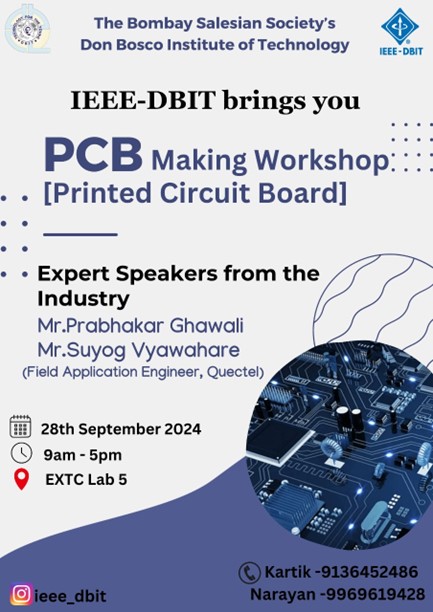 The Bombay Salesian Society's
Don Bosco Institute of Technology
IEEE-DBIT
IEEE-DBIT brings you
PCB Making Workshop
[Printed Circuit Board]
Expert Speakers from the
Industry
Mr.Prabhakar Ghawali
Mr.Suyog Vyawahare
(Field Application Engineer, Quectel)
28th September 2024
9am - 5pm
EXTC Lab 5
Kartik -9136452486
Narayan -9969619428
ieee_dbit